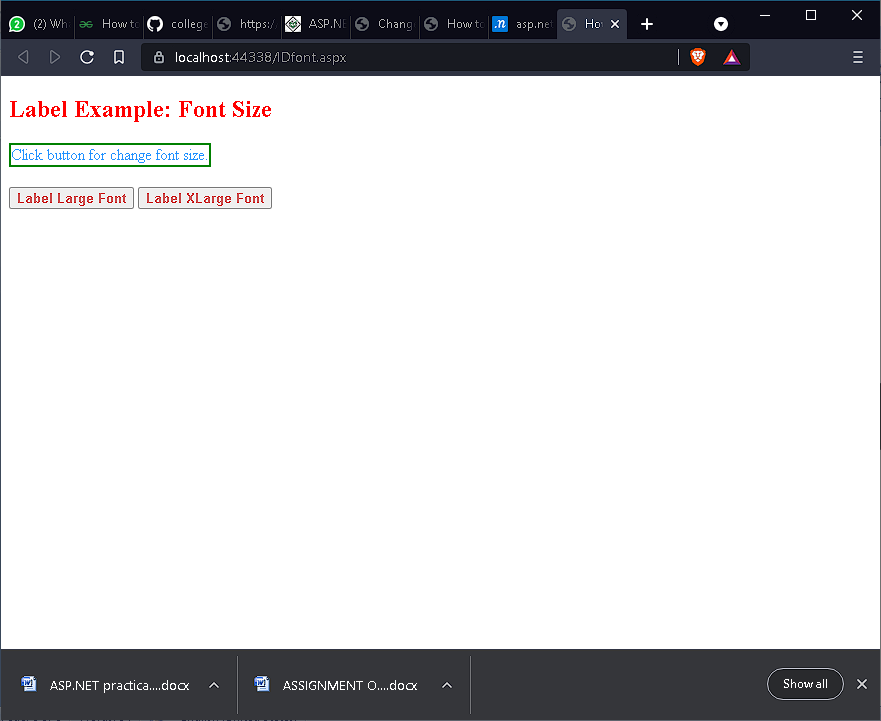 (2) Wh
How to
college
https:/
ASP.NE
Chang
How to
asp.net
Ho
localhost:44338/IDfont.aspx
Label Example: Font Size
Click button for change font size.
Label Large Font Label XLarge Font
ASP.NET practica....docx
ASSIGNMENT O....docx
Show all